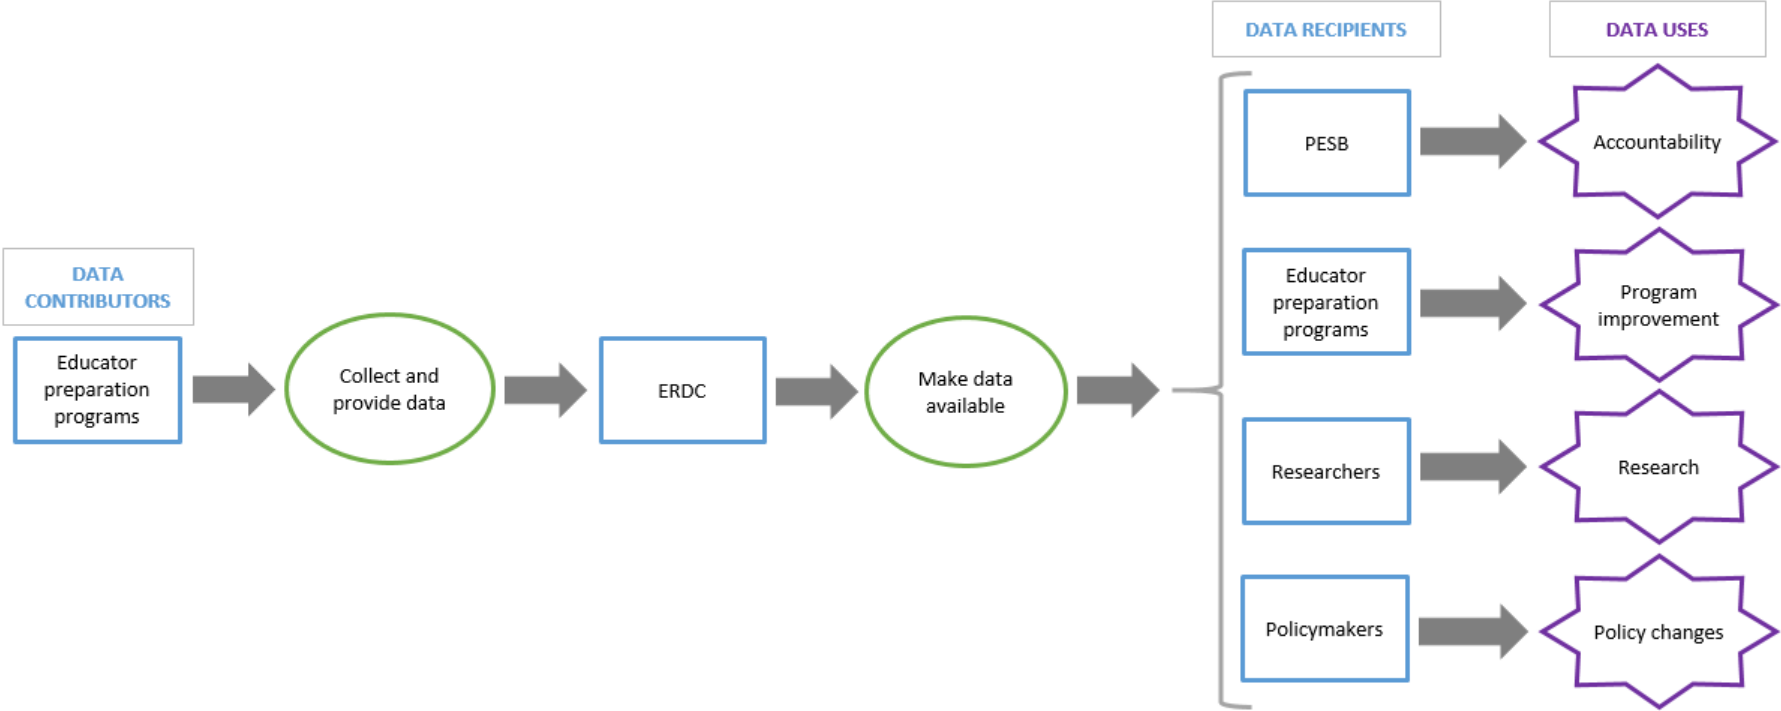 DATA
CONTRIBUTORS
Educator
preparation
programs
Collect and
provide data
ERDC
Make data
available
DATA RECIPIENTS
DATA USES
PESB
Accountability
Educator
preparation
programs
Program
improvement
Researchers
Research
Policymakers
Policy changes